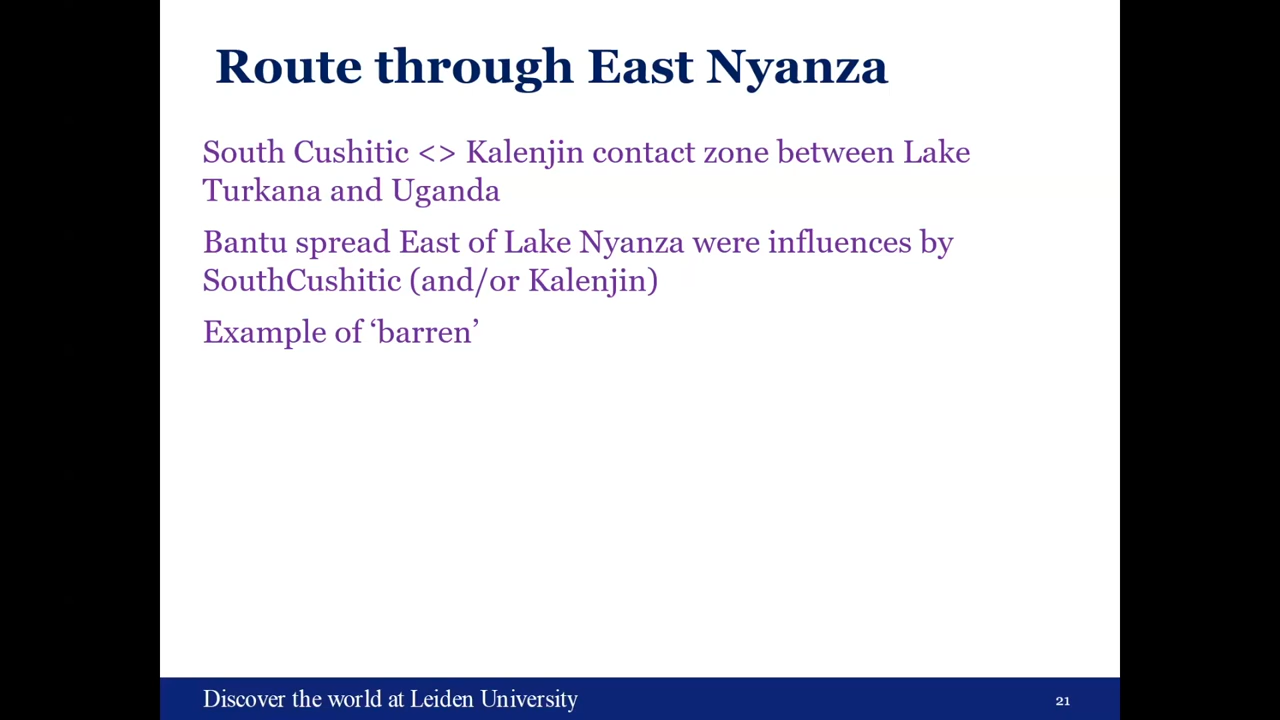 Route through East Nyanza
South Cushitic <> Kalenjin contact zone between Lake
Turkana and Uganda
Bantu spread East of Lake Nyanza were influences by
SouthCushitic (and/or Kalenjin)
Example of ‘barren’
Discover the world at Leiden University
21